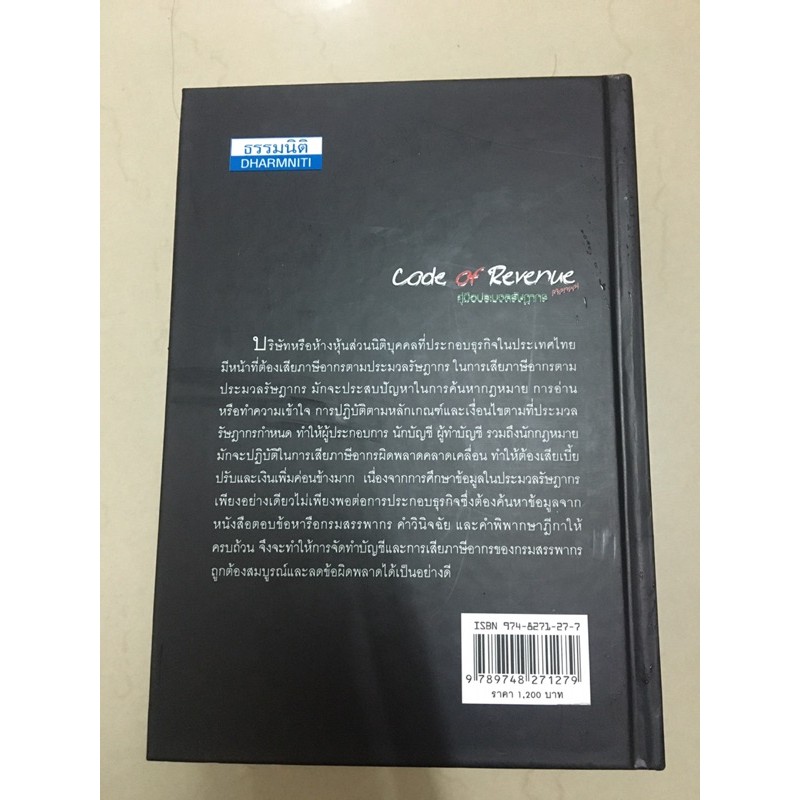 ธรรมนิติ
DHARMNITI
Code Of Revenue
คู่มือประมวลรัษฎากร
บริษัทหรือห้างหุ้นส่วนนิติบุคคลที่ประกอบธุรกิจในประเทศไทย
มีหน้าที่ต้องเสียภาษีอากรตามประมวลรัษฎากร ในการเสียภาษีอากรตาม
ประมวลรัษฎากร มักจะประสบปัญหาในการค้นหากฎหมาย การอ่าน
หรือทำความเข้าใจ การปฏิบัติตามหลักเกณฑ์และเงื่อนไขตามที่ประมวล
รัษฎากรกำหนด ทำให้ผู้ประกอบการ นักบัญชี ผู้ทำบัญชี รวมถึงนักกฎหมาย
มักจะปฏิบัติในการเสียภาษีอากรผิดพลาดคลาดเคลื่อน ทำให้ต้องเสียเบี้ย
ปรับและเงินเพิ่มค่อนข้างมาก เนื่องจากการศึกษาข้อมูลในประมวลรัษฎากร
เพียงอย่างเดียวไม่เพียงพอต่อการประกอบธุรกิจซึ่งต้องค้นหาข้อมูลจาก
หนังสือตอบข้อหารือกรมสรรพากร คำวินิจฉัย และคำพิพากษาฎีกาให้
ครบถ้วน จึงจะทำให้การจัดทำบัญชีและการเสียภาษีอากรของกรมสรรพากร
ถูกต้องสมบูรณ์และลดข้อผิดพลาดได้เป็นอย่างดี
ISBN 974-8271-27-7
9 789748 271279
ราคา 1,200 บาท